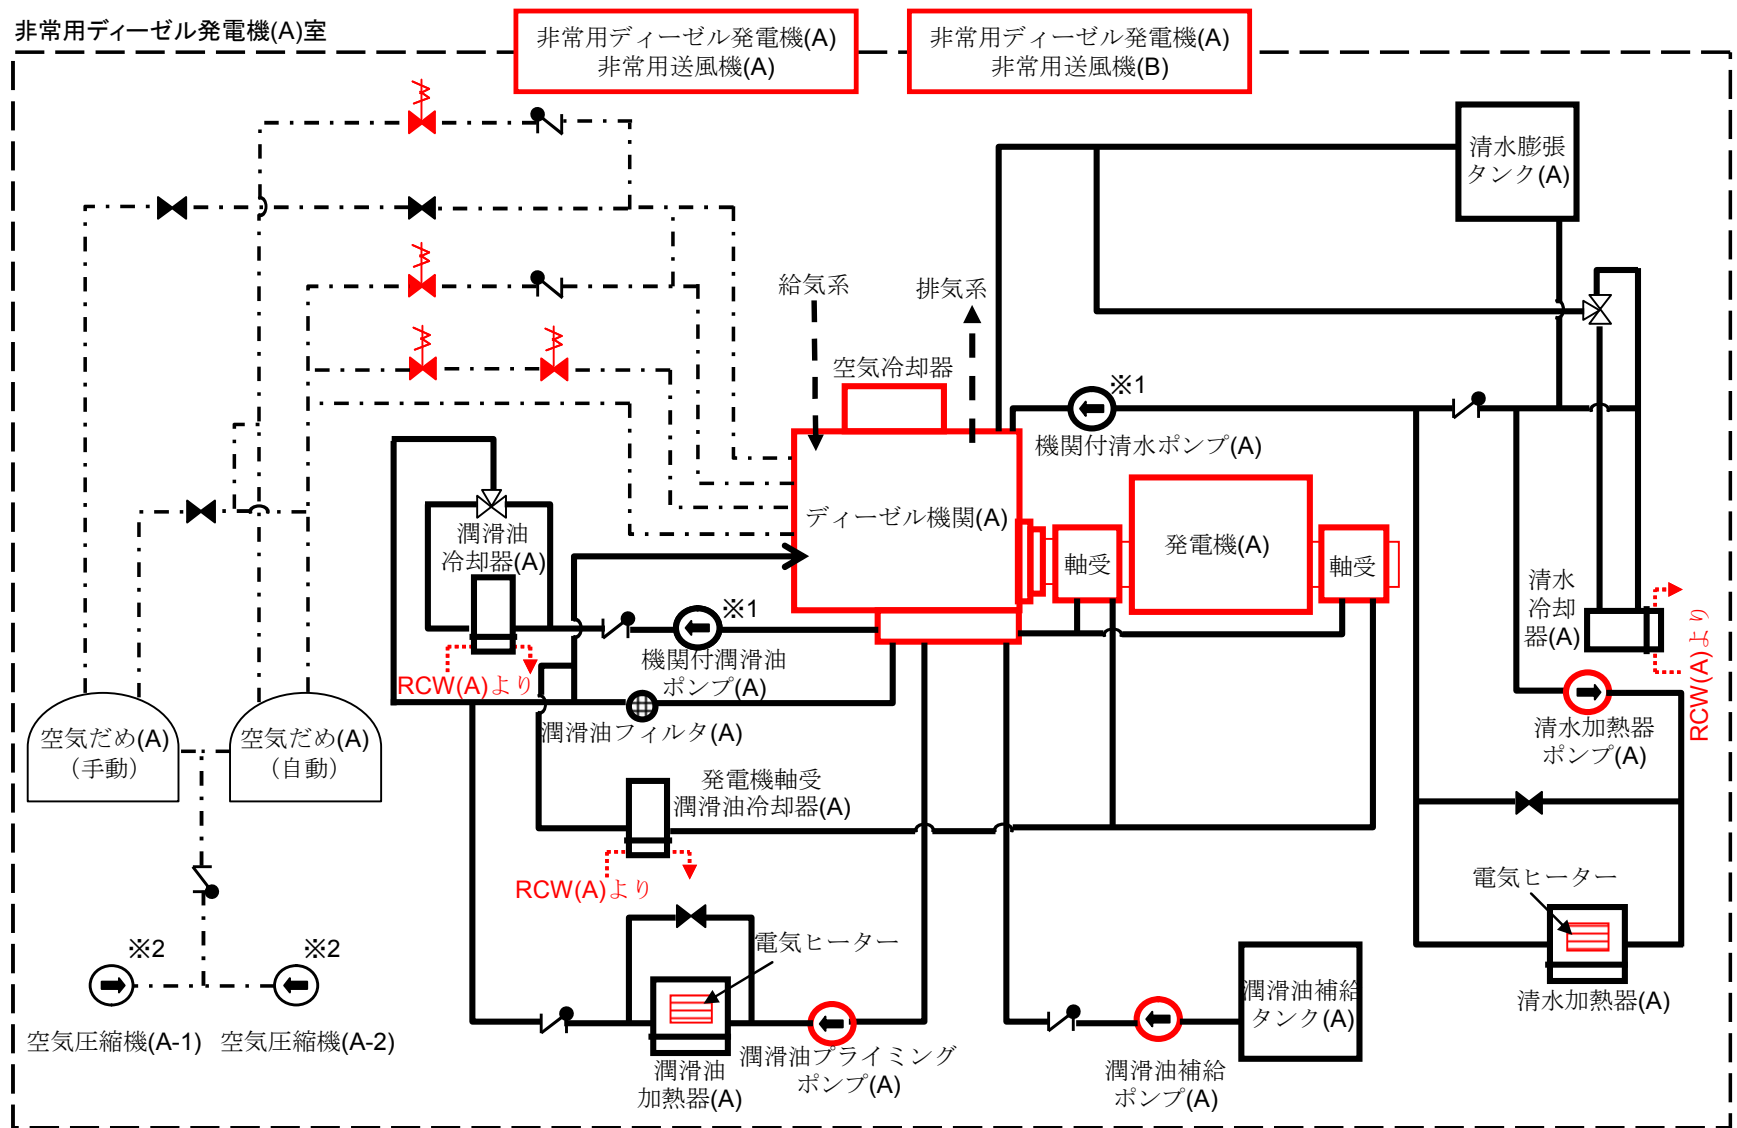 非常用ディーゼル発電機(A)室
非常用ディーゼル発電機(A)
非常用送風機(A)
非常用ディーゼル発電機(A)
非常用送風機(B)
清水膨張
タンク(A)
給気系
排気系
空気冷却器
※1
機関付清水ポンプ(A)
ディーゼル機関(A)
軸受
発電機(A)
軸受
潤滑油
冷却器(A)
清水
冷却
器(A)
RCW(A)より
※1
機関付潤滑油
ポンプ(A)
RCW(A)より
潤滑油フィルタ(A)
清水加熱器
ポンプ(A)
空気だめ(A)
（手動）
空気だめ(A)
（自動）
発電機軸受
潤滑油冷却器(A)
RCW(A)より
電気ヒーター
清水加熱器(A)
※2
※2
空気圧縮機(A-1)
空気圧縮機(A-2)
電気ヒーター
潤滑油
加熱器(A)
潤滑油プライミング
ポンプ(A)
潤滑油補給
ポンプ(A)
潤滑油補給
タンク(A)